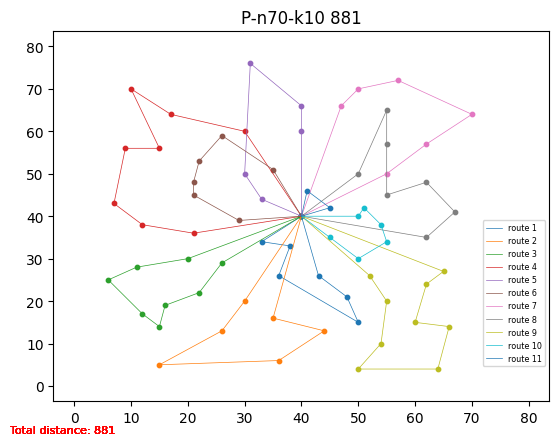 P-n70-k10 881
80
70
60
50
40
30
20
10
0
0 10 20 30 40 50 60 70 80
route 1
route 2
route 3
route 4
route 5
route 6
route 7
route 8
route 9
route 10
route 11
Total distance: 881